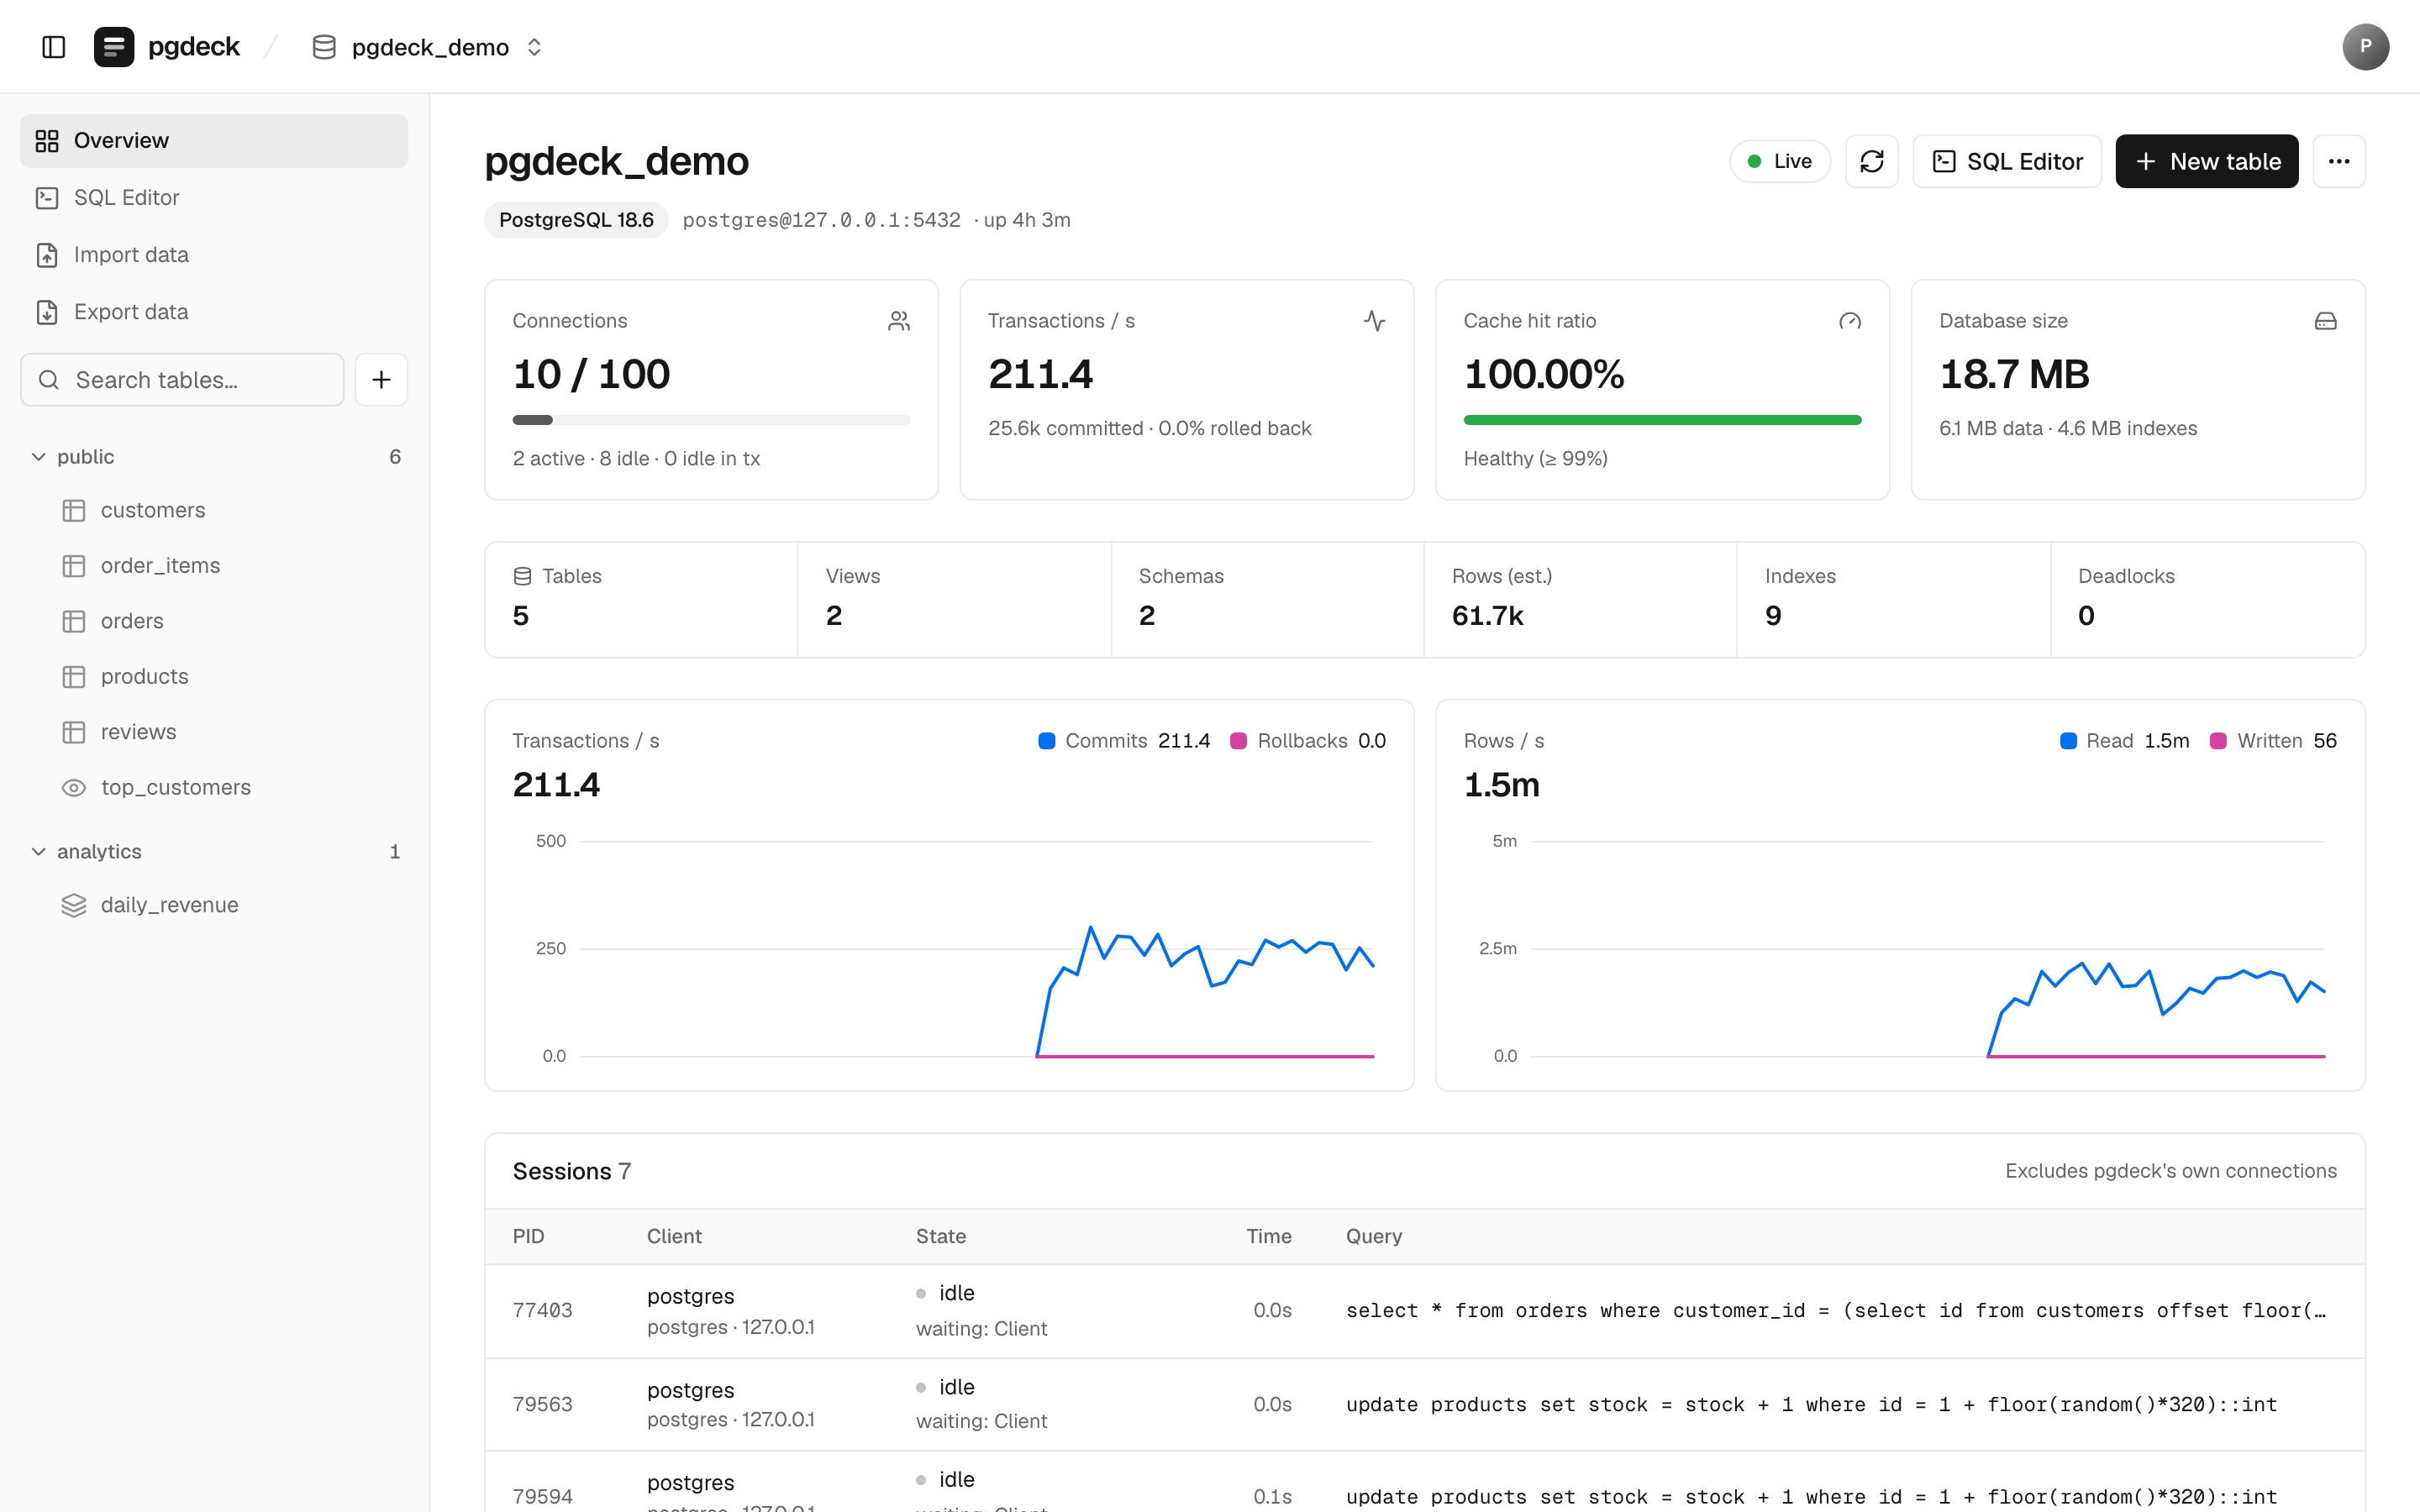 pgdeck / pgdeck_demo
P
Overview
SQL Editor
Import data
Export data
Search tables...
public 6
customers
order_items
orders
products
reviews
top_customers
analytics 1
daily_revenue
pgdeck_demo
Live
SQL Editor
New table
PostgreSQL 18.6 postgres@127.0.0.1:5432 · up 4h 3m
Connections
10 / 100
2 active · 8 idle · 0 idle in tx
Transactions / s
211.4
25.6k committed · 0.0% rolled back
Cache hit ratio
100.00%
Healthy (≥ 99%)
Database size
18.7 MB
6.1 MB data · 4.6 MB indexes
Tables
5
Views
2
Schemas
2
Rows (est.)
61.7k
Indexes
9
Deadlocks
0
Transactions / s
Commits 211.4 Rollbacks 0.0
211.4
500
250
0.0
Rows / s
Read 1.5m Written 56
1.5m
5m
2.5m
0.0
Sessions 7
Excludes pgdeck's own connections
PID Client State Time Query
77403
postgres
postgres · 127.0.0.1
idle
waiting: Client
0.0s
select * from orders where customer_id = (select id from customers offset floor(…
79563
postgres
postgres · 127.0.0.1
idle
waiting: Client
0.0s
update products set stock = stock + 1 where id = 1 + floor(random()*320)::int
79594
postgres
postgres · 127.0.0.1
idle
waiting: Client
0.1s
update products set stock = stock + 1 where id = 1 + floor(random()*320)::int